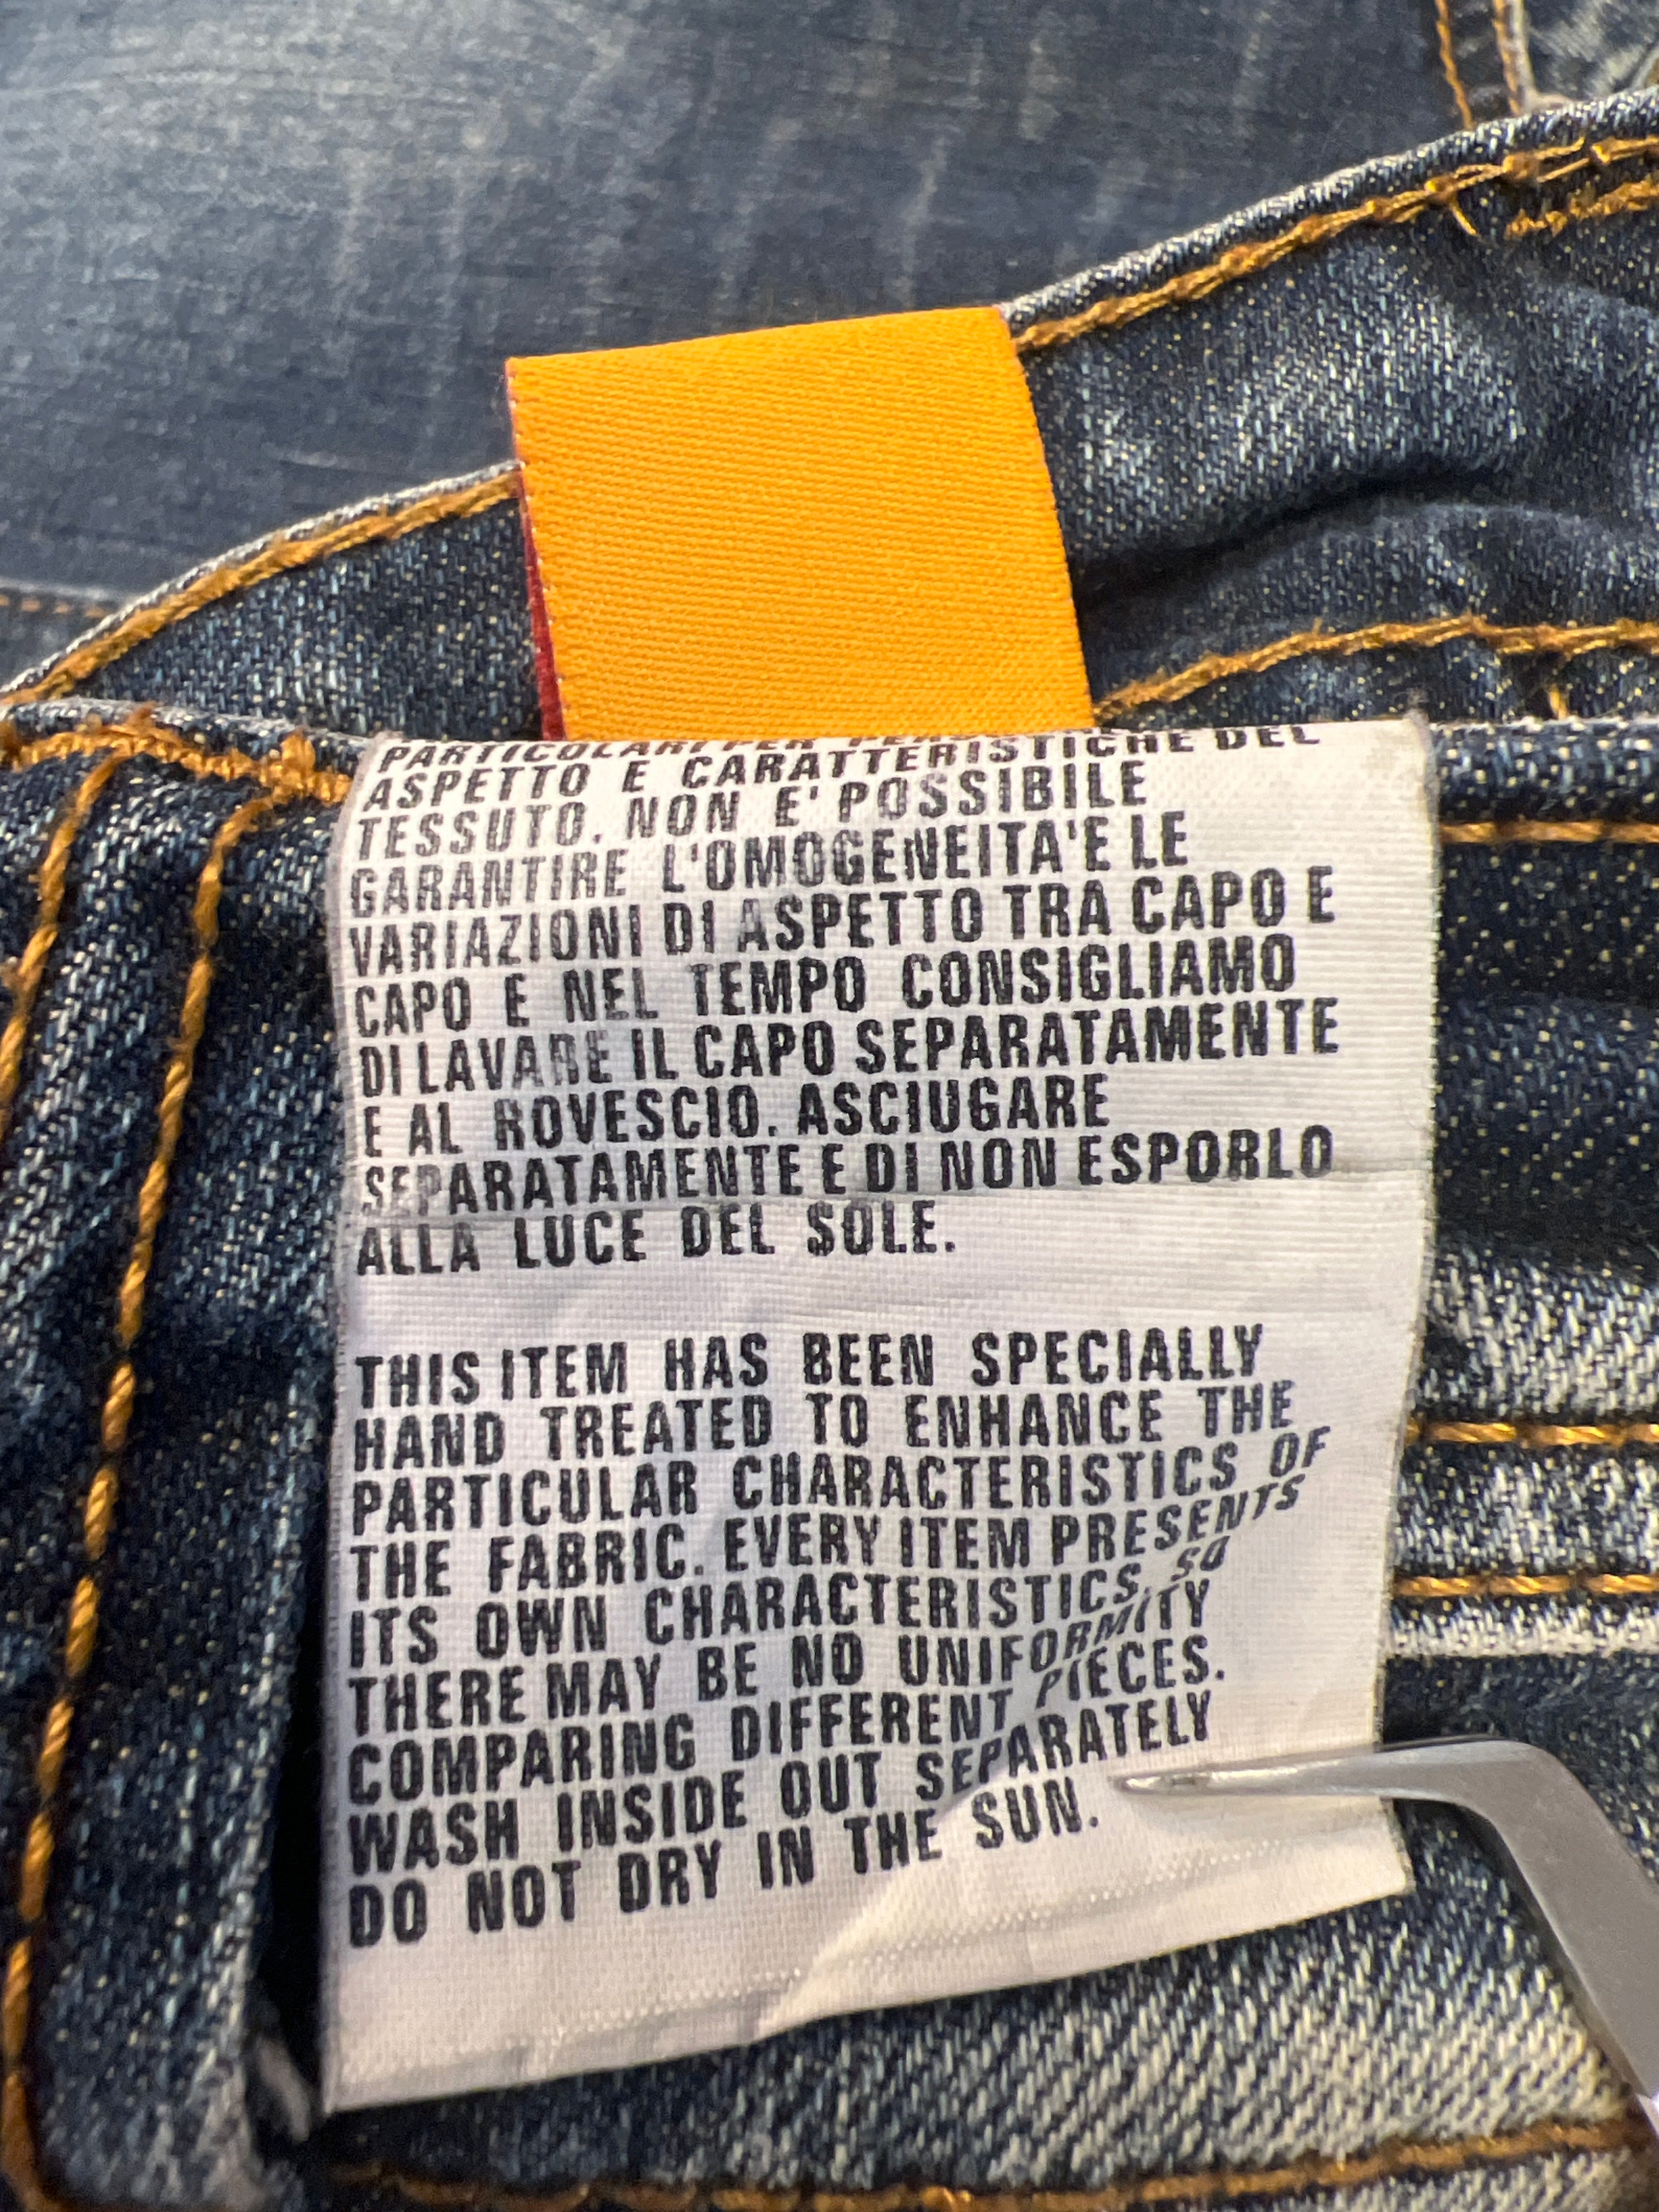 PARTICOLARI PER
ASPETTO E CARATTERISTICHE DEL
TESSUTO. NON E' POSSIBILE
GARANTIRE L'OMOGENEITA' E LE
VARIAZIONI DI ASPETTO TRA CAPO E
CAPO E NEL TEMPO CONSIGLIAMO
DI LAVARE IL CAPO SEPARATAMENTE
E AL ROVESCIO. ASCIUGARE
SEPARATAMENTE E DI NON ESPORLO
ALLA LUCE DEL SOLE.
THIS ITEM HAS BEEN SPECIALLY
HAND TREATED TO ENHANCE THE
PARTICULAR CHARACTERISTICS OF
THE FABRIC. EVERY ITEM PRESENTS
ITS OWN CHARACTERISTICS. SO
THERE MAY BE NO UNIFORMITY
COMPARING DIFFERENT PIECES.
WASH INSIDE OUT SEPARATELY
DO NOT DRY IN THE SUN.